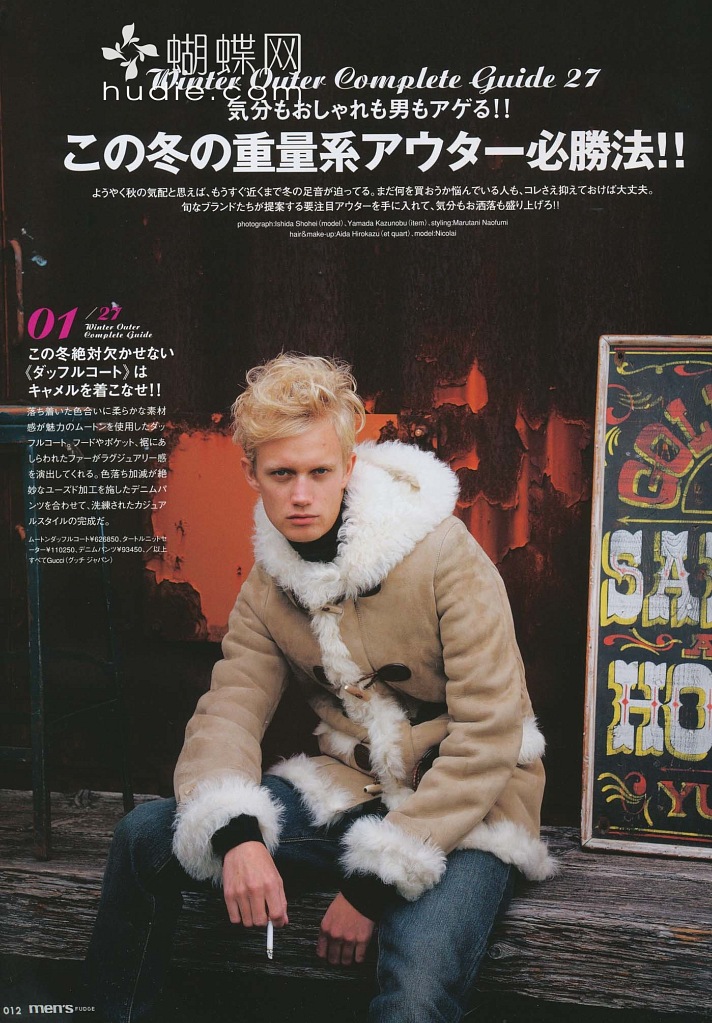 蝴蝶网
Winter Outer Complete Guide 27
hudie.com
気分もおしゃれも男もアゲる!!
この冬の重量系アウター必勝法!!
ようやく秋の気配と思えば、もうすぐ近くまで冬の足音が迫ってる。まだ何を買おうか悩んでいる人も、コレさえ抑えておけば大丈夫。
旬なブランドたちが提案する要注目アウターを手に入れて、気分もお洒落も盛り上げろ!!
photograph:Ishida Shohei(model)、Yamada Kazunobu(item)、styling:Marutani Naofumi
hair&make-up:Aida Hirokazu(et quart)、model:Nicolai
01/27
Winter Outer
Complete Guide
この冬絶対欠かせない
《ダッフルコート》は
キャメルを着こなせ!!
落ち着いた色合いに柔らかな素材
感が魅力のムートンを使用したダッ
フルコート。フードやポケット、裾にあ
しらわれたファーがラグジュアリー感
を演出してくれる。色落ち加減が絶
妙なユーズド加工を施したデニムパ
ンツを合わせて、洗練されたカジュア
ルスタイルの完成だ。
ムートンダッフルコート¥626850、タートルニットセ
ーター¥110250、デニムパンツ¥93450、/以上
すべてGucci(グッチ ジャパン)
GOL
SA
A
HO
YU
012 men's FUDGE